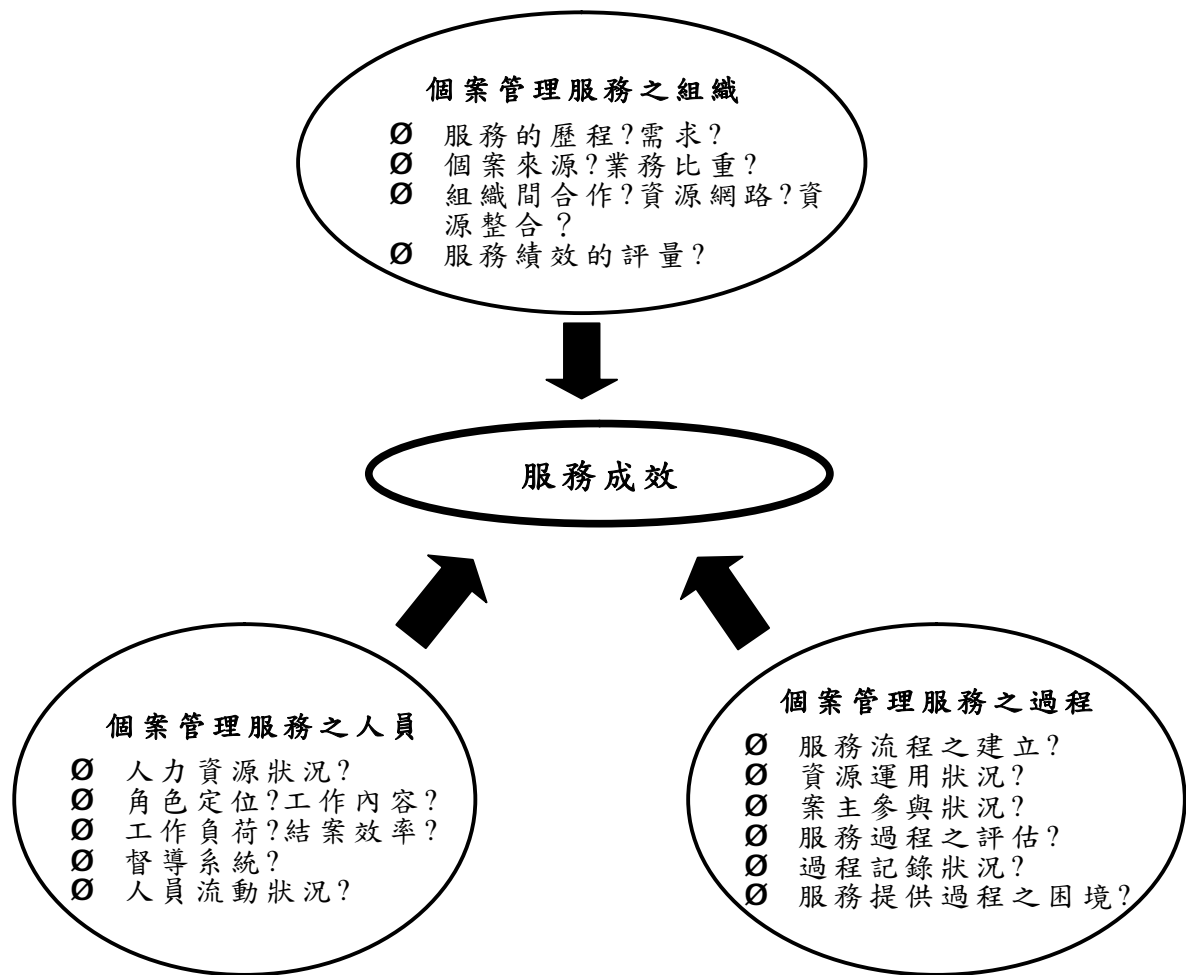 個案管理服務之組織
Ø 服務的歷程?需求?
Ø 個案來源?業務比重?
Ø 組織間合作?資源網路?資
源整合？
Ø 服務績效的評量?
服務成效
個案管理服務之人員
Ø 人力資源狀況?
Ø 角色定位?工作內容?
Ø 工作負荷?結案效率?
Ø 督導系統?
Ø 人員流動狀況?
個案管理服務之過程
Ø 服務流程之建立?
Ø 資源運用狀況?
Ø 案主參與狀況?
Ø 服務過程之評估?
Ø 過程記錄狀況?
Ø 服務提供過程之困境?